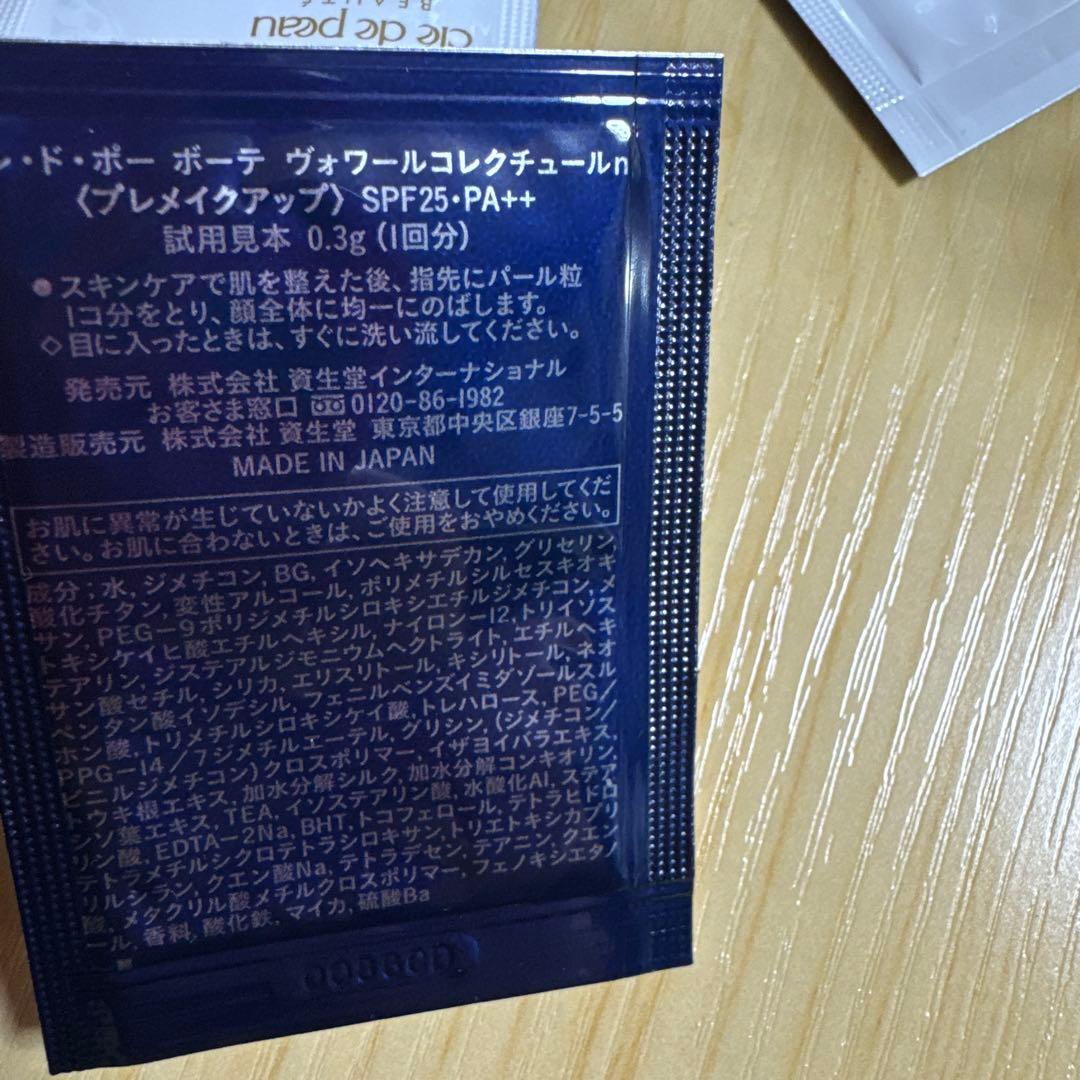 clé de peau
BEAUTÉ
ン・ド・ポー ボーテ ヴォワールコレクチュールn
〈プレメイクアップ〉 SPF25・PA++
試用見本 0.3g (1回分)
●スキンケアで肌を整えた後、指先にパール粒
1コ分をとり、顔全体に均一にのばします。
◇目に入ったときは、すぐに洗い流してください。
発売元 株式会社 資生堂インターナショナル
お客さま窓口 0120-86-1982
製造販売元 株式会社 資生堂 東京都中央区銀座7-5-5
MADE IN JAPAN
お肌に異常が生じていないかよく注意して使用してくだ
さい。お肌に合わないときは、ご使用をおやめください。
成分：水, ジメチコン, BG, イソヘキサデカン, グリセリン,
酸化チタン, 変性アルコール, ポリメチルシルセスキオキ
サン, PEG-9ポリジメチルシロキシエチルジメチコン, メ
トキシケイヒ酸エチルヘキシル, ナイロン-12, トリイソス
テアリン, ジステアルジモニウムヘクトライト, エチルヘキ
サン酸セチル, シリカ, エリスリトール, キシリトール, ネオ
ペンタン酸イソデシル, フェニルベンズイミダゾールスル
ホン酸, トリメチルシロキシケイ酸, トレハロース, PEG/
PPG-14/7ジメチルエーテル, グリシン, (ジメチコン/
ビニルジメチコン)クロスポリマー, イザヨイバラエキス,
トウキ根エキス, 加水分解シルク, 加水分解コンキオリン,
シソ葉エキス, TEA, イソステアリン酸, 水酸化Al, ステア
リン酸, EDTA-2Na, BHT, トコフェロール, テトラヒドロ
テトラメチルシクロテトラシロキサン, トリエトキシカプリ
リルシラン, クエン酸Na, テトラデセン, テアニン, クエン
酸, メタクリル酸メチルクロスポリマー, フェノキシエタノ
ール, 香料, 酸化鉄, マイカ, 硫酸Ba